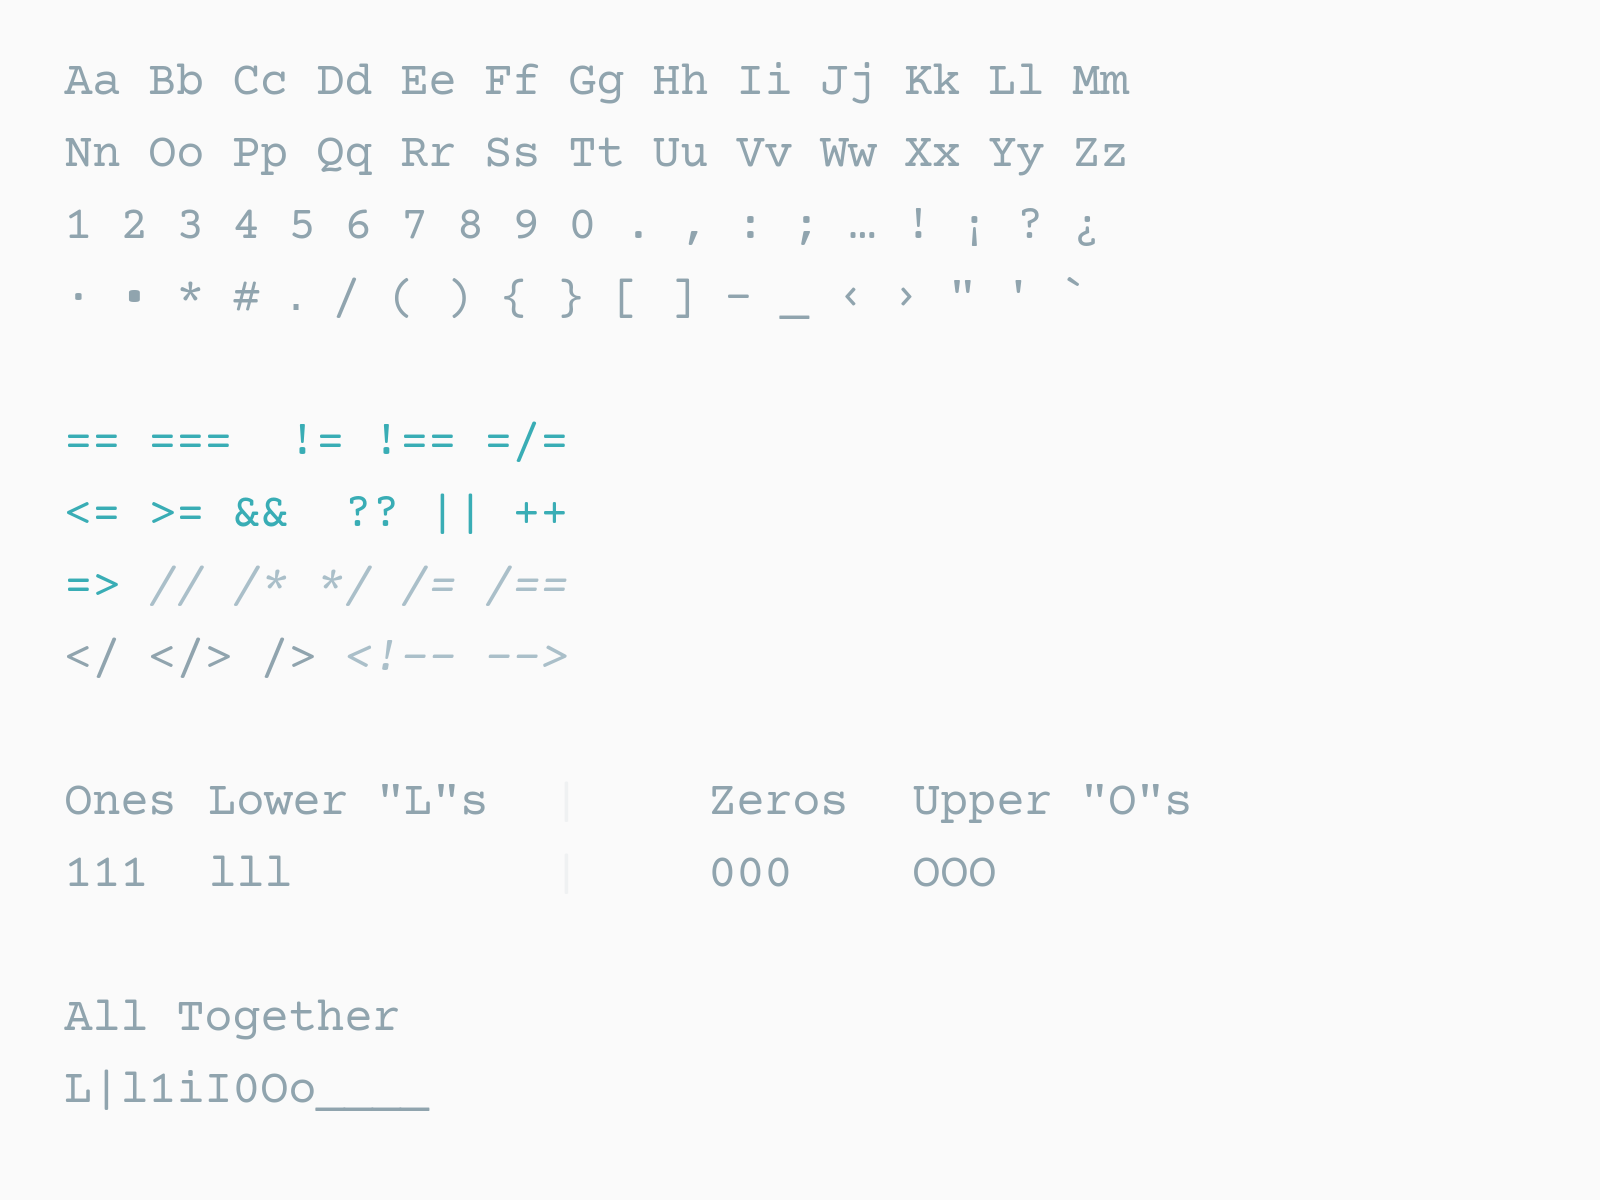 Aa Bb Cc Dd Ee Ff Gg Hh Ii Jj Kk Ll Mm
Nn Oo Pp Qq Rr Ss Tt Uu Vv Ww Xx Yy Zz
1 2 3 4 5 6 7 8 9 0 . , : ; … ! ¡ ? ¿
· ▪ * # . / ( ) { } [ ] - _ ‹ › " ' `
== ===  != !== =/=
<= >= &&  ?? || ++
=> // /* */ /= /==
</ </> /> <!-- -->
Ones Lower "L"s | Zeros Upper "O"s
111 lll | 000 OOO
All Together
L|l1iI0Oo____